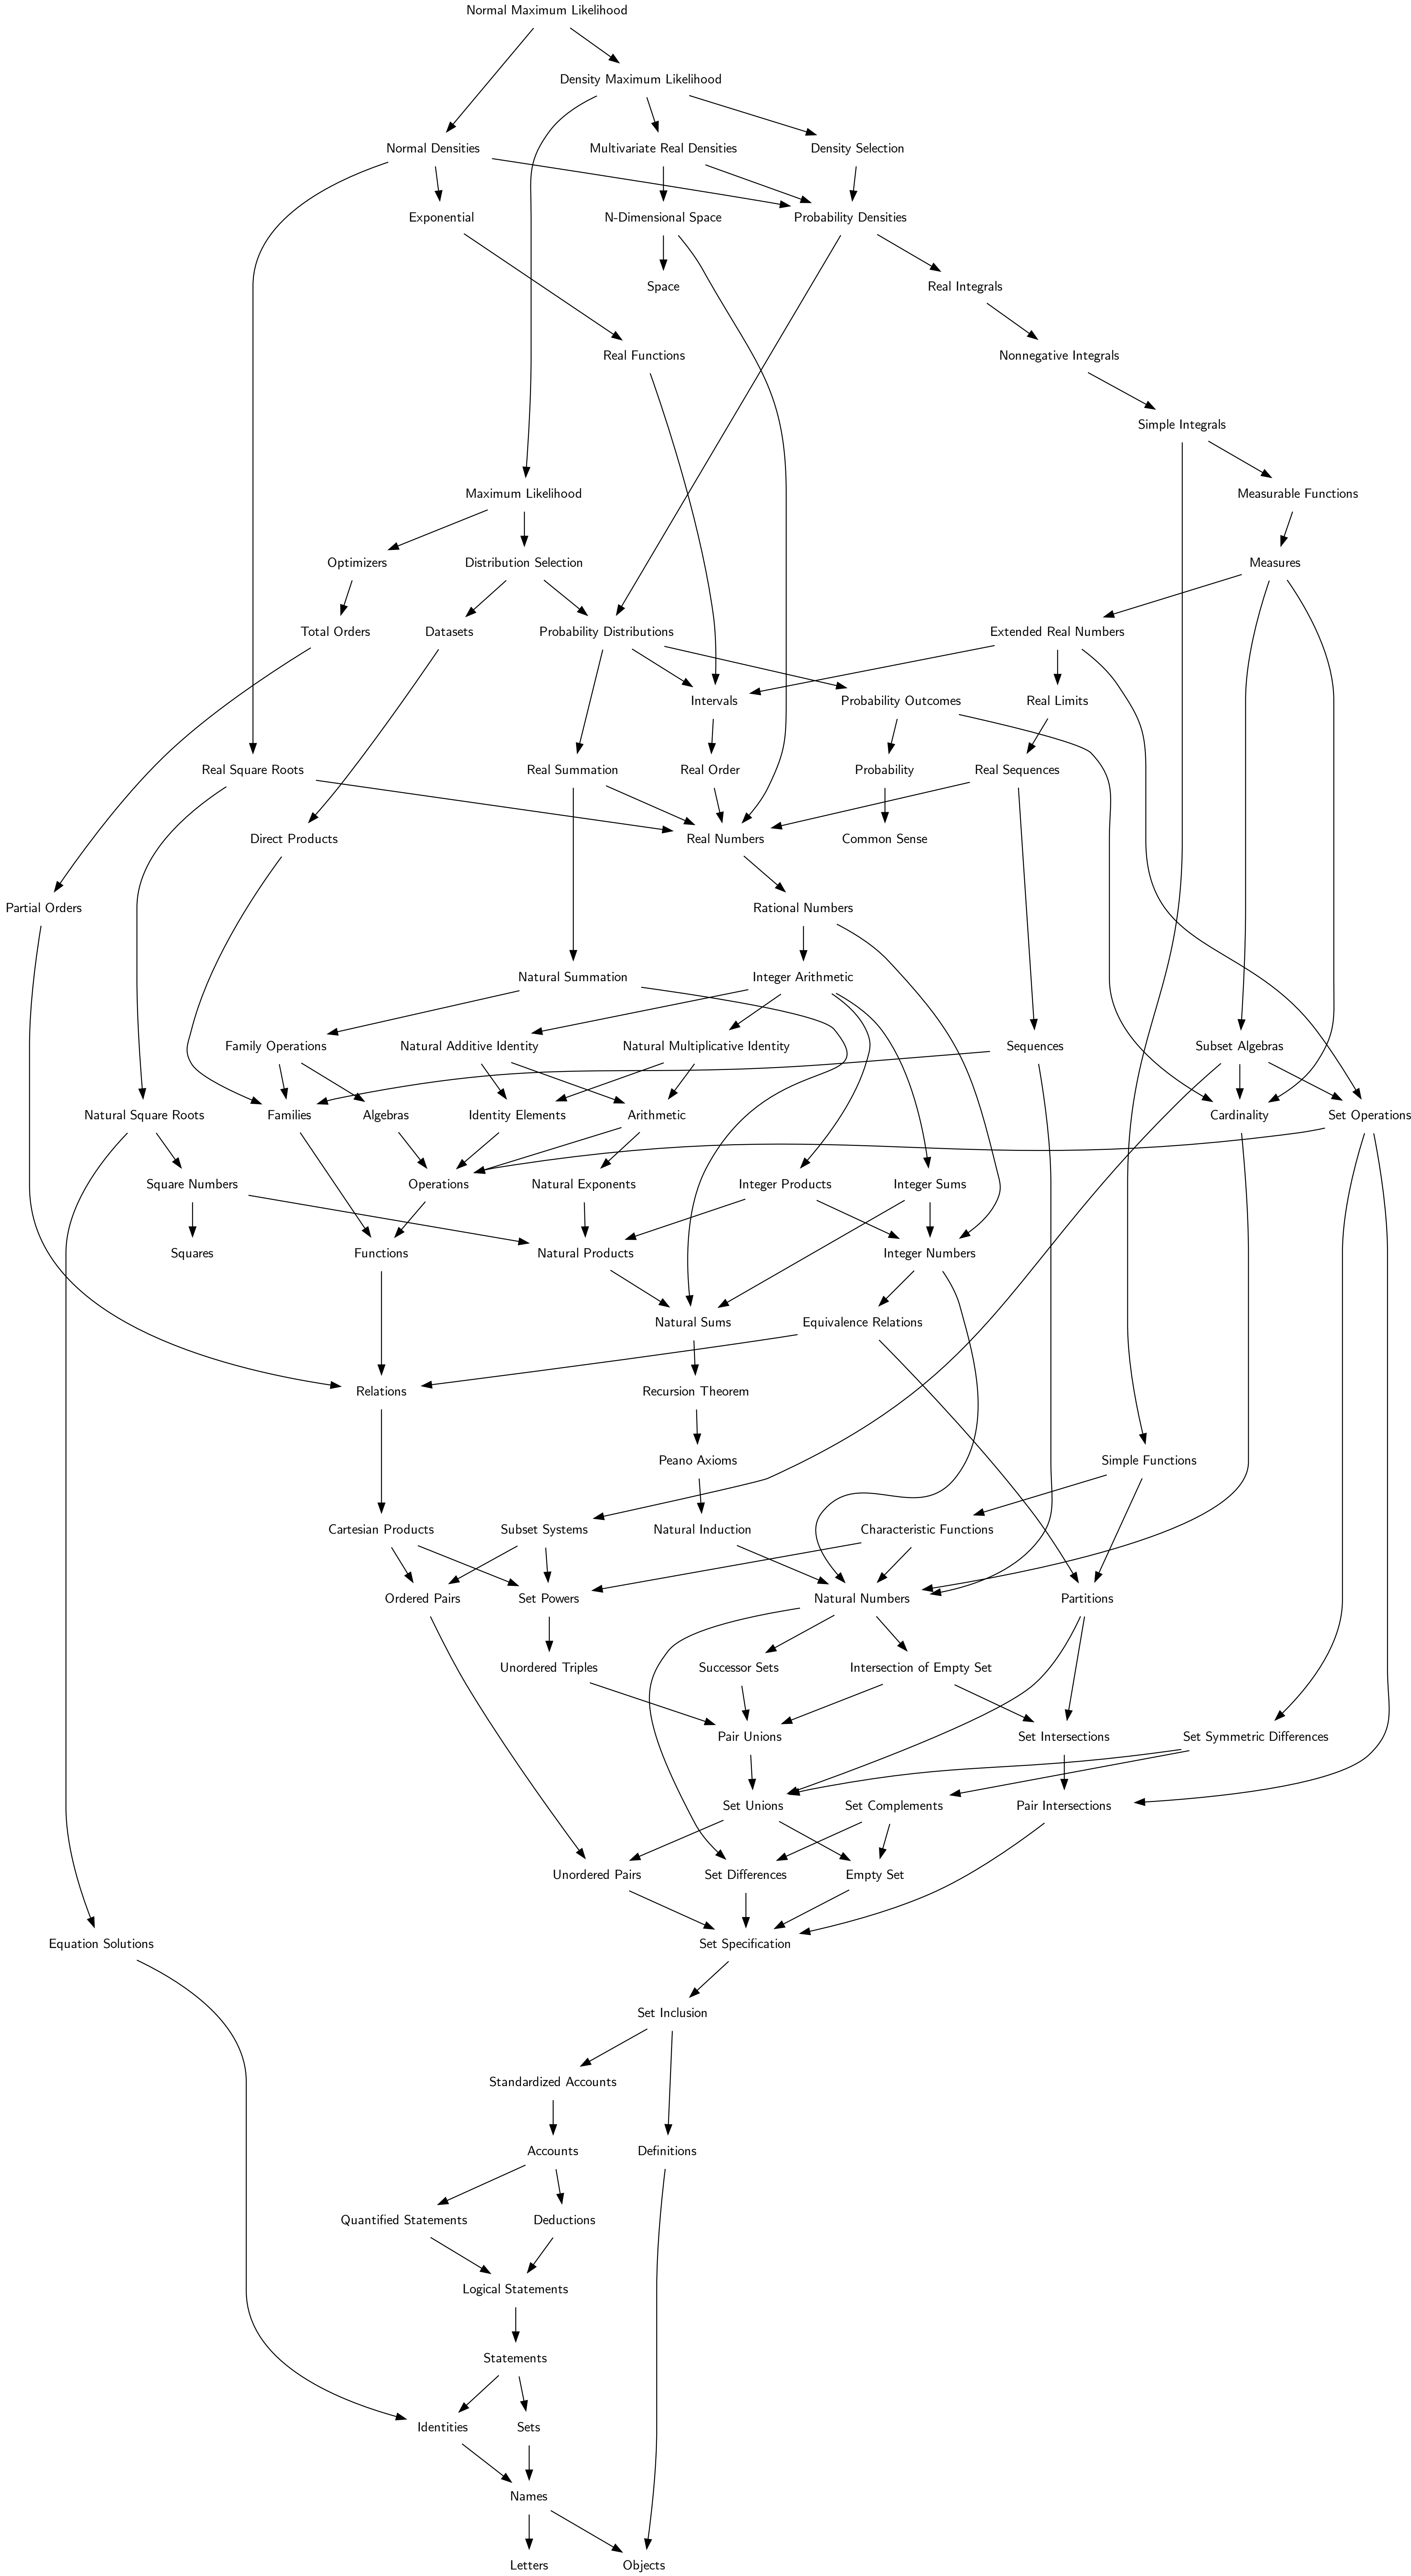 Normal Maximum Likelihood
Density Maximum Likelihood
Normal Densities
Multivariate Real Densities
Density Selection
Exponential
N-Dimensional Space
Probability Densities
Space
Real Integrals
Real Functions
Nonnegative Integrals
Simple Integrals
Maximum Likelihood
Measurable Functions
Optimizers
Distribution Selection
Measures
Total Orders
Datasets
Probability Distributions
Extended Real Numbers
Intervals
Probability Outcomes
Real Limits
Real Square Roots
Real Summation
Real Order
Probability
Real Sequences
Direct Products
Real Numbers
Common Sense
Partial Orders
Rational Numbers
Natural Summation
Integer Arithmetic
Family Operations
Natural Additive Identity
Natural Multiplicative Identity
Sequences
Subset Algebras
Natural Square Roots
Families
Algebras
Identity Elements
Arithmetic
Cardinality
Set Operations
Square Numbers
Operations
Natural Exponents
Integer Products
Integer Sums
Squares
Functions
Natural Products
Integer Numbers
Natural Sums
Equivalence Relations
Relations
Recursion Theorem
Peano Axioms
Simple Functions
Cartesian Products
Subset Systems
Natural Induction
Characteristic Functions
Ordered Pairs
Set Powers
Natural Numbers
Partitions
Unordered Triples
Successor Sets
Intersection of Empty Set
Pair Unions
Set Intersections
Set Symmetric Differences
Set Unions
Set Complements
Pair Intersections
Unordered Pairs
Set Differences
Empty Set
Equation Solutions
Set Specification
Set Inclusion
Standardized Accounts
Accounts
Definitions
Quantified Statements
Deductions
Logical Statements
Statements
Identities
Sets
Names
Letters
Objects